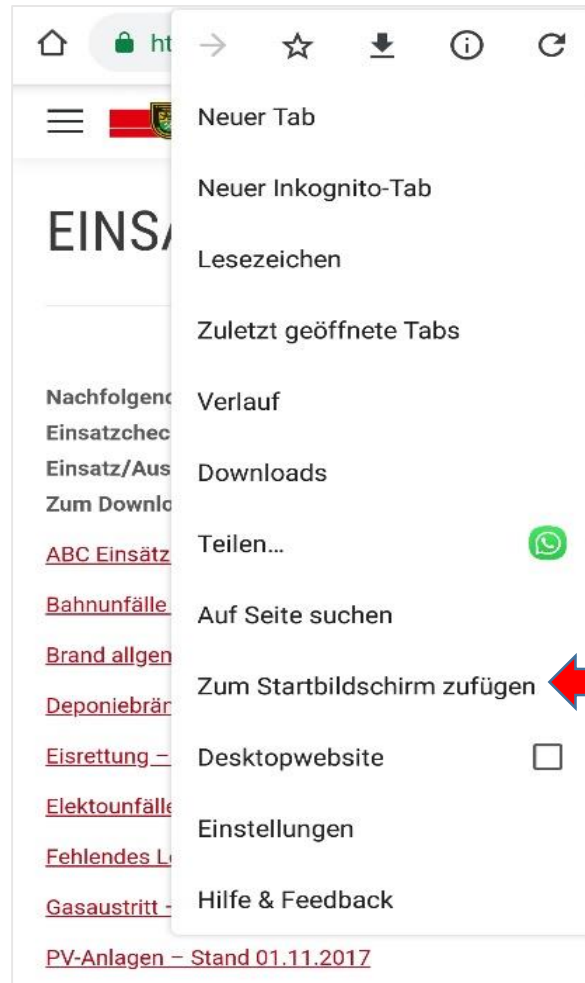 ht
Neuer Tab
Neuer Inkognito-Tab
EINSA
Lesezeichen
Zuletzt geöffnete Tabs
Nachfolgend
Verlauf
Einsatzchec
Einsatz/Aus
Downloads
Zum Downlo
Teilen...
ABC Einsätz
Bahnunfälle
Auf Seite suchen
Brand allgen
Zum Startbildschirm zufügen
Deponiebrän
Eisrettung –
Desktopwebsite
Elektounfälle
Einstellungen
Fehlendes L
Hilfe & Feedback
Gasaustritt -
PV-Anlagen – Stand 01.11.2017